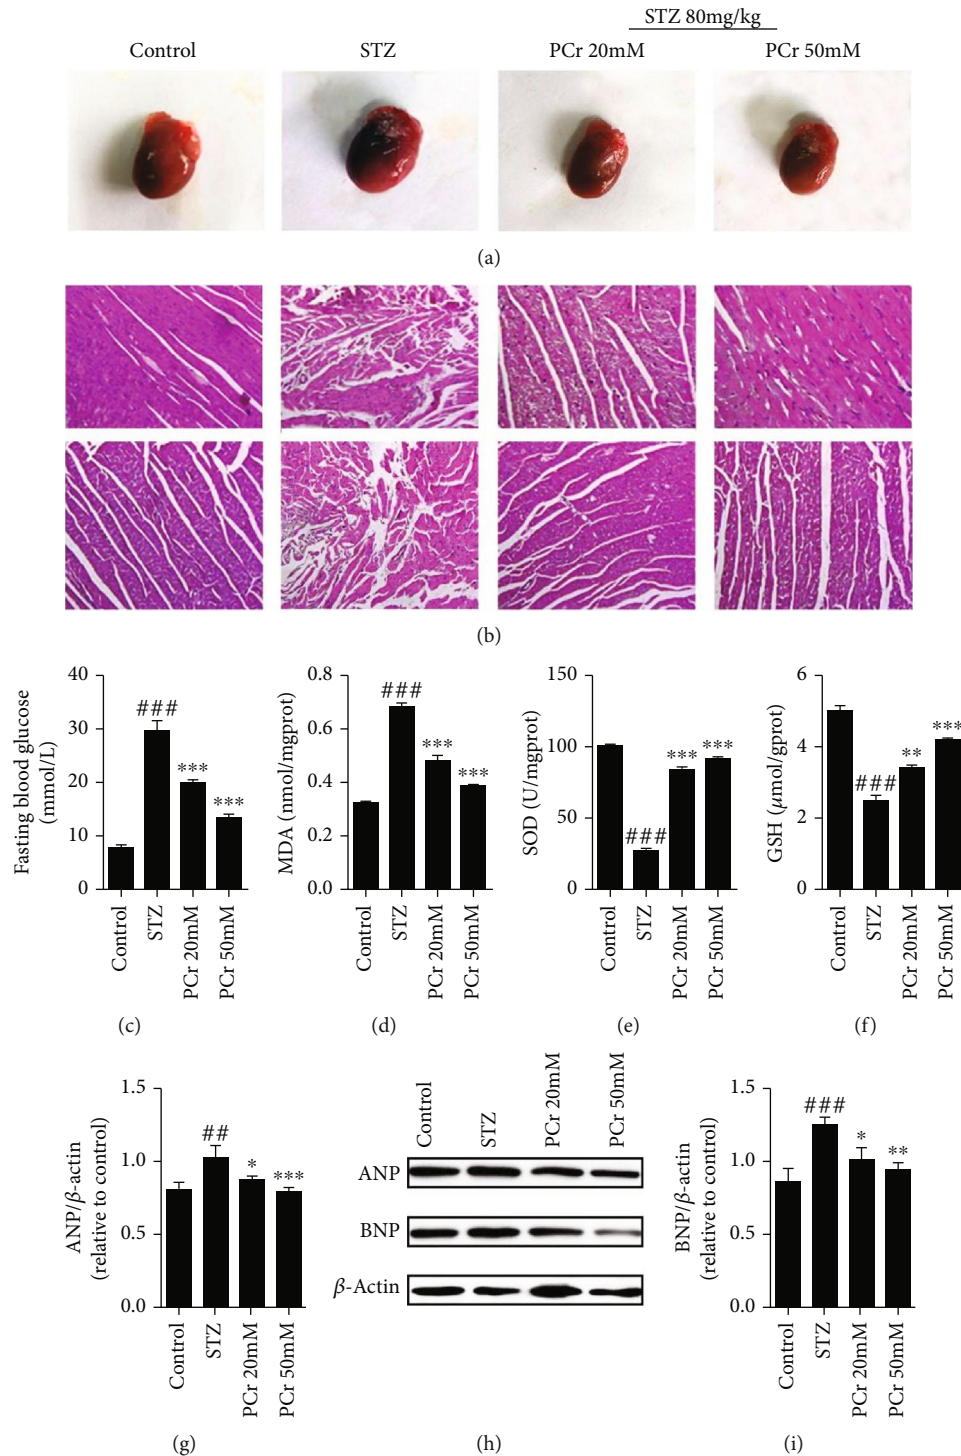 STZ 80mg/kg
Control STZ PCr 20mM PCr 50mM
(a)
(b)
Fasting blood glucose
(mmol/L)
40
30
20
10
0
###
***
***
Control
STZ
PCr 20mM
PCr 50mM
(c)
MDA (nmol/mgprot)
0.8
0.6
0.4
0.2
0.0
###
***
***
Control
STZ
PCr 20mM
PCr 50mM
(d)
SOD (U/mgprot)
150
100
50
0
###
***
***
Control
STZ
PCr 20mM
PCr 50mM
(e)
GSH (μmol/gprot)
6
4
2
0
###
**
***
Control
STZ
PCr 20mM
PCr 50mM
(f)
ANP/β-actin
(relative to control)
1.5
1.0
0.5
0.0
##
*
***
Control
STZ
PCr 20mM
PCr 50mM
(g)
Control
STZ
PCr 20mM
PCr 50mM
ANP
BNP
β-Actin
(h)
BNP/β-actin
(relative to control)
1.5
1.0
0.5
0.0
###
*
**
Control
STZ
PCr 20mM
PCr 50mM
(i)